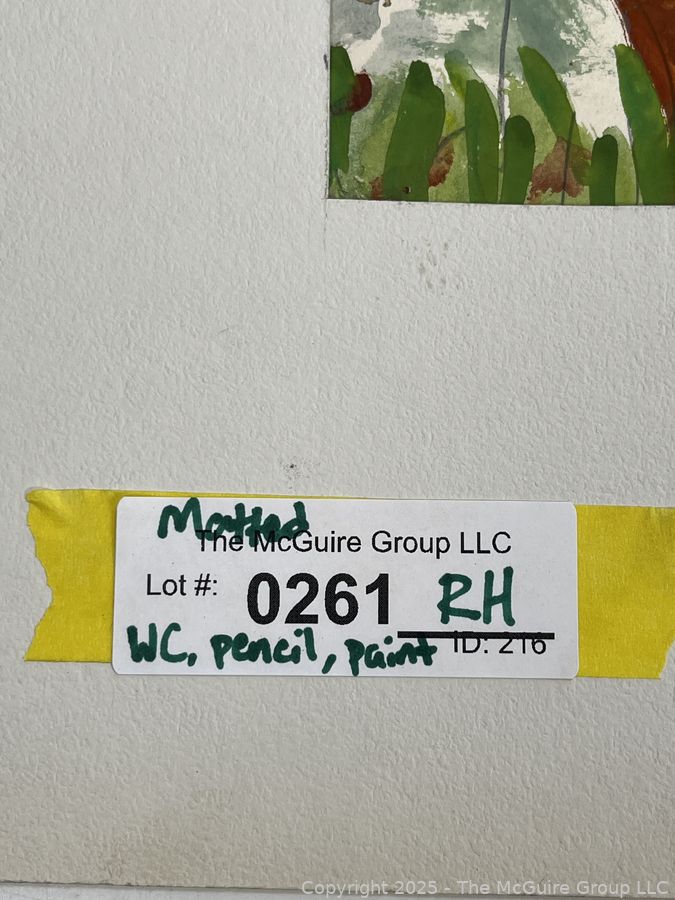 Matted
The McGuire Group LLC
Lot #: 0261 RH
WC, pencil, paint ID: 216
Copyright 2025 - The McGuire Group LLC